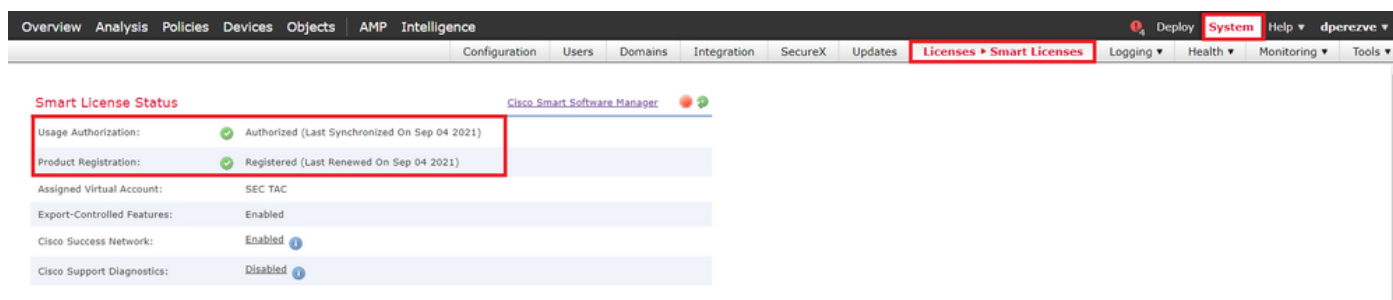 Overview Analysis Policies Devices Objects AMP Intelligence 4 Deploy System Help ▾ dperezve ▾
Configuration Users Domains Integration SecureX Updates Licenses ▸ Smart Licenses Logging ▾ Health ▾ Monitoring ▾ Tools ▾
Smart License Status Cisco Smart Software Manager
Usage Authorization: Authorized (Last Synchronized On Sep 04 2021)
Product Registration: Registered (Last Renewed On Sep 04 2021)
Assigned Virtual Account: SEC TAC
Export-Controlled Features: Enabled
Cisco Success Network: Enabled
Cisco Support Diagnostics: Disabled